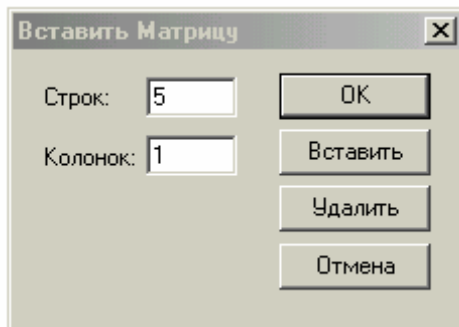 Вставить Матрицу
Строк: 5
Колонок: 1
OK
Вставить
Удалить
Отмена